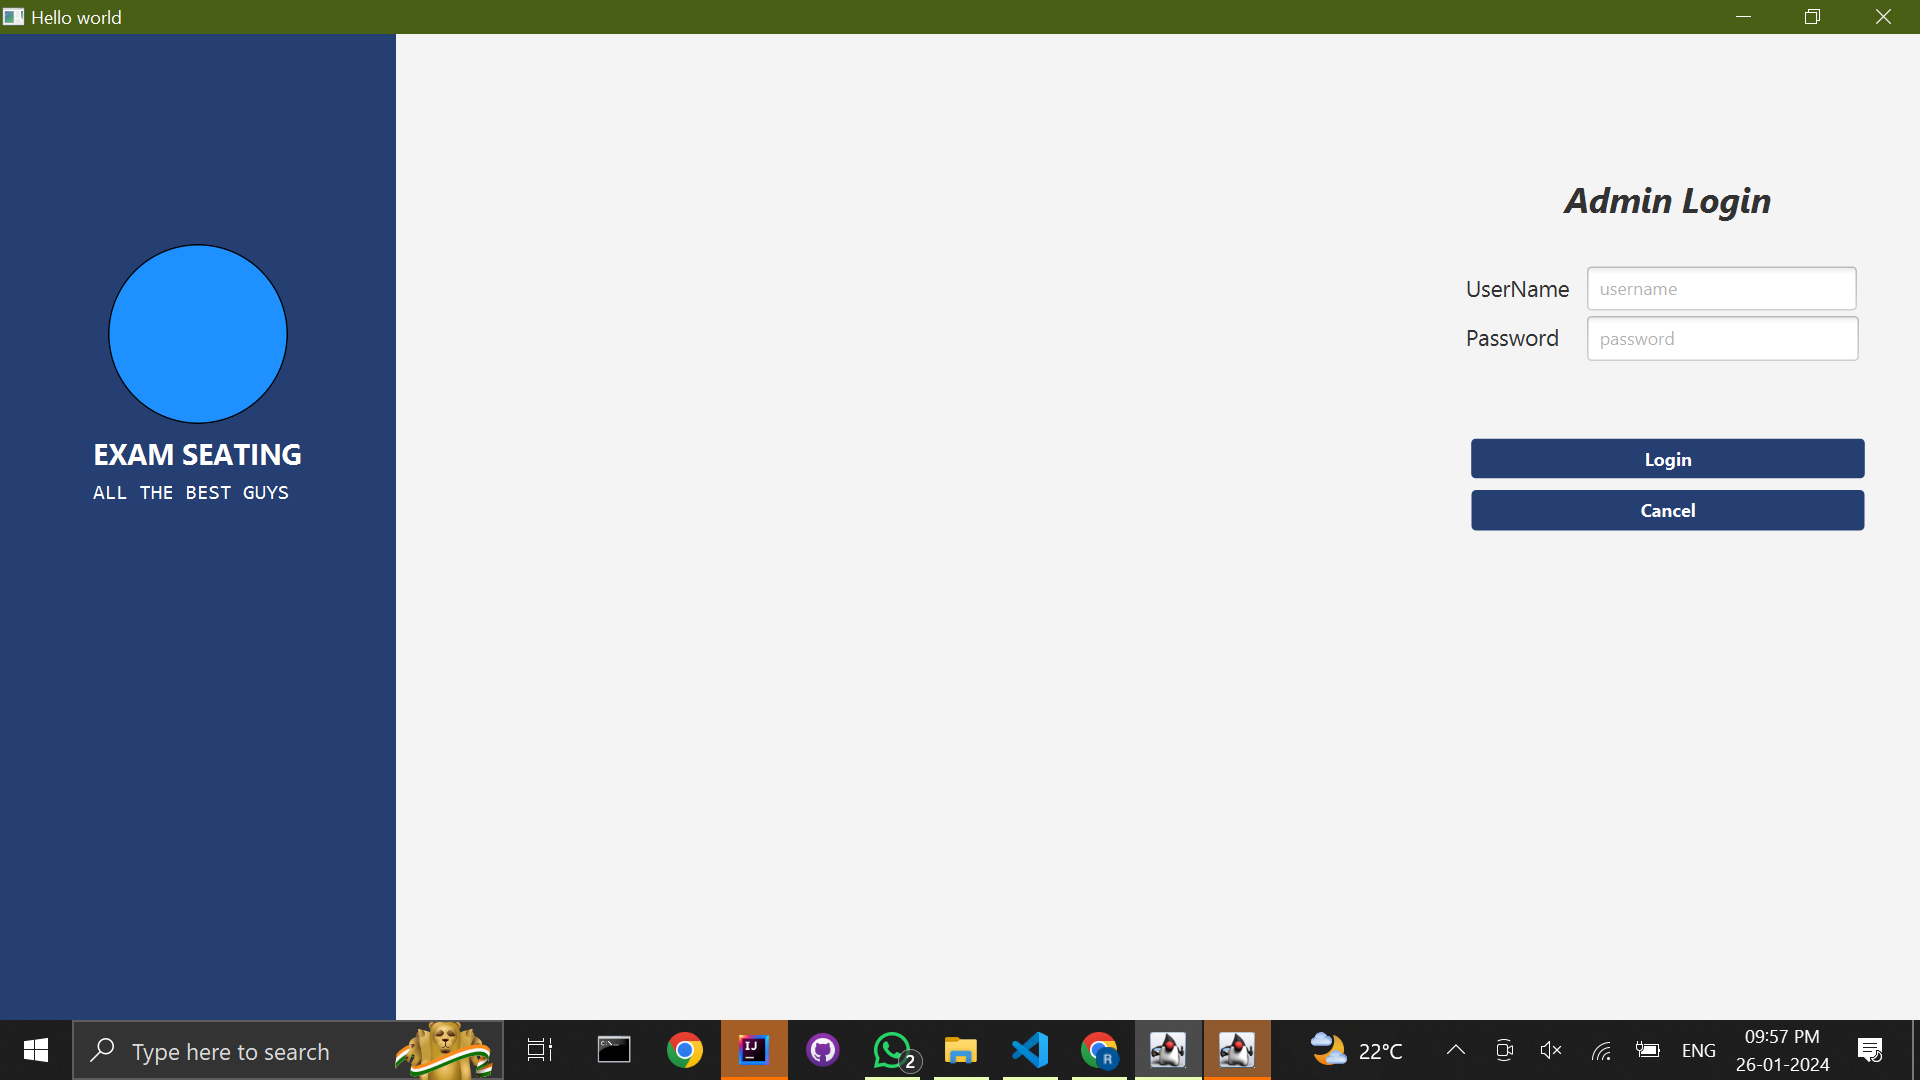 Hello world
Admin Login
UserName
username
Password
password
EXAM SEATING
ALL THE BEST GUYS
Login
Cancel
Type here to search
IJ
2
R
22°C
ENG
09:57 PM
26-01-2024